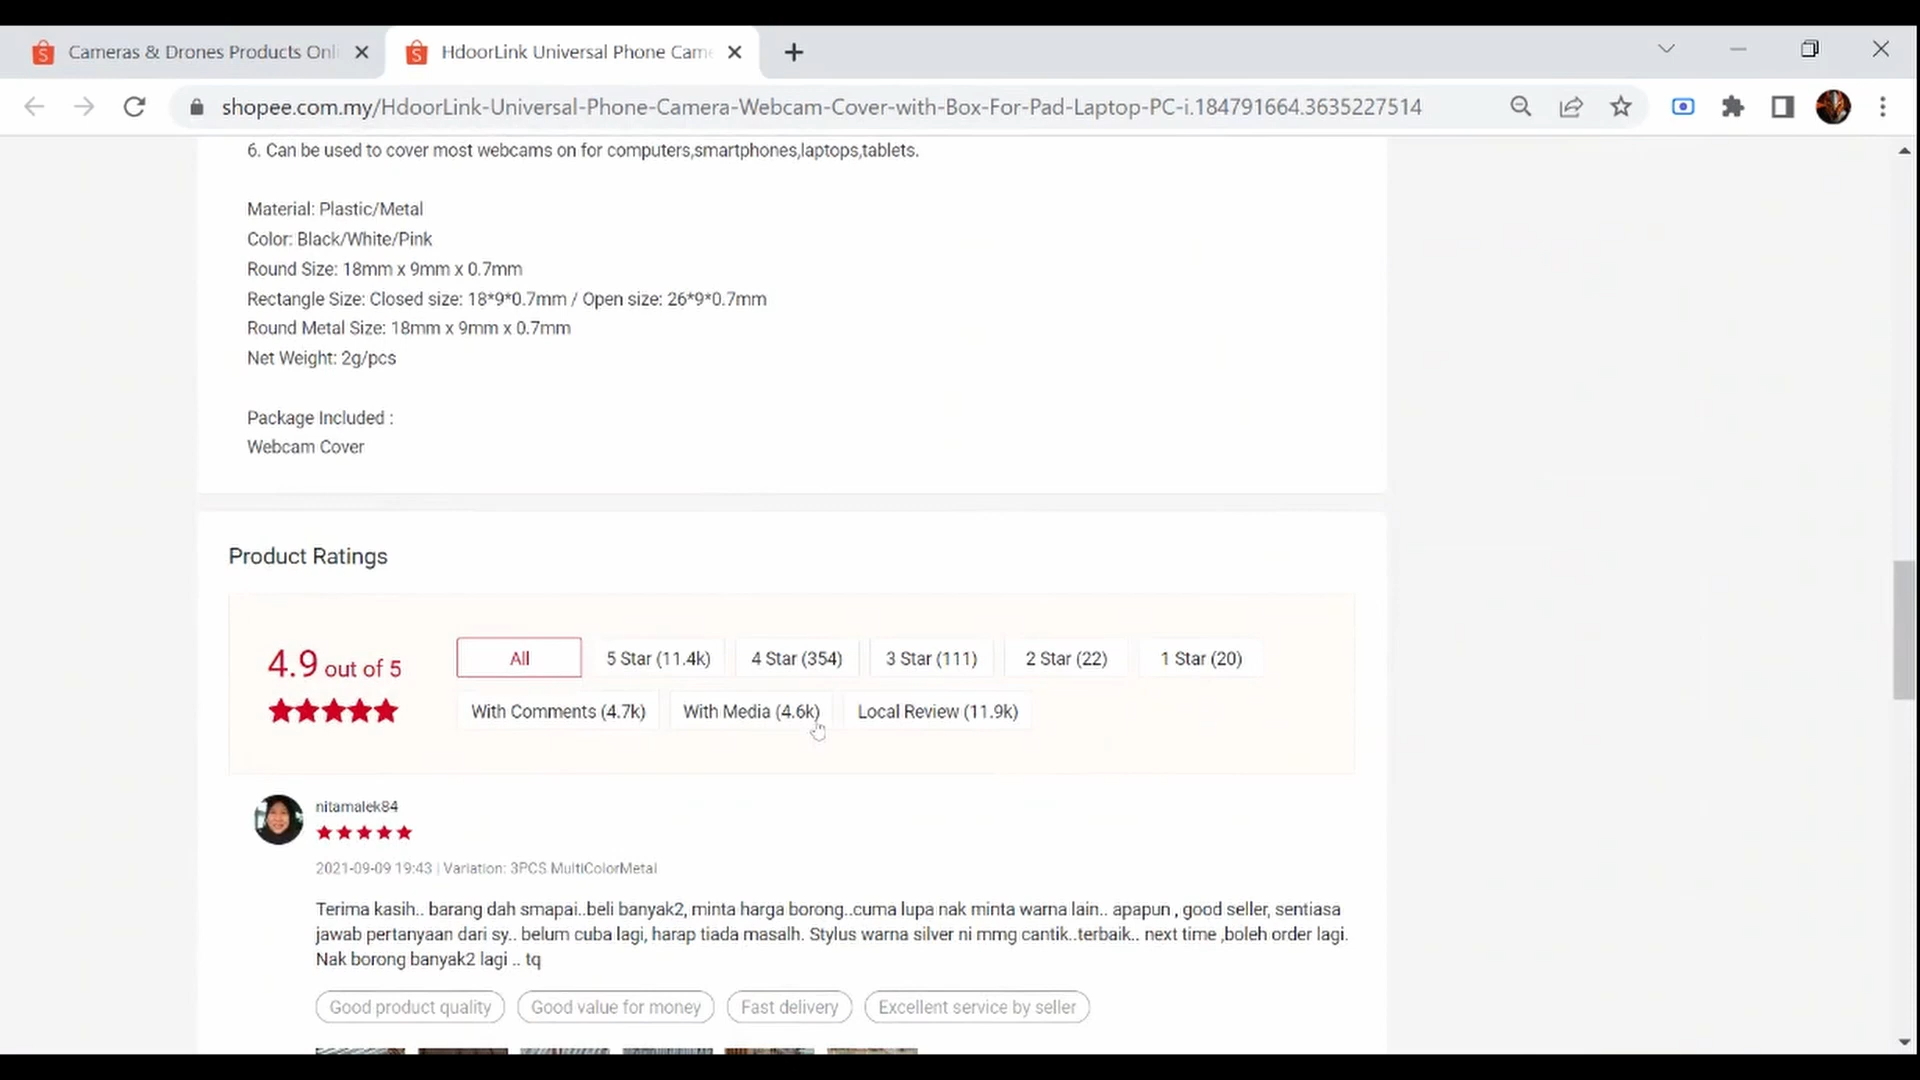 Cameras & Drones Products Onli
HdoorLink Universal Phone Came
shopee.com.my/HdoorLink-Universal-Phone-Camera-Webcam-Cover-with-Box-For-Pad-Laptop-PC-i.184791664.3635227514
6. Can be used to cover most webcams on for computers,smartphones,laptops,tablets.
Material: Plastic/Metal
Color: Black/White/Pink
Round Size: 18mm x 9mm x 0.7mm
Rectangle Size: Closed size: 18*9*0.7mm / Open size: 26*9*0.7mm
Round Metal Size: 18mm x 9mm x 0.7mm
Net Weight: 2g/pcs
Package Included :
Webcam Cover
Product Ratings
4.9 out of 5
All
5 Star (11.4k)
4 Star (354)
3 Star (111)
2 Star (22)
1 Star (20)
With Comments (4.7k)
With Media (4.6k)
Local Review (11.9k)
nitamalek84
2021-09-09 19:43 | Variation: 3PCS MultiColorMetal
Terima kasih.. barang dah smapai..beli banyak2, minta harga borong..cuma lupa nak minta warna lain.. apapun , good seller, sentiasa
jawab pertanyaan dari sy.. belum cuba lagi, harap tiada masalh. Stylus warna silver ni mmg cantik..terbaik.. next time ,boleh order lagi.
Nak borong banyak2 lagi .. tq
Good product quality
Good value for money
Fast delivery
Excellent service by seller